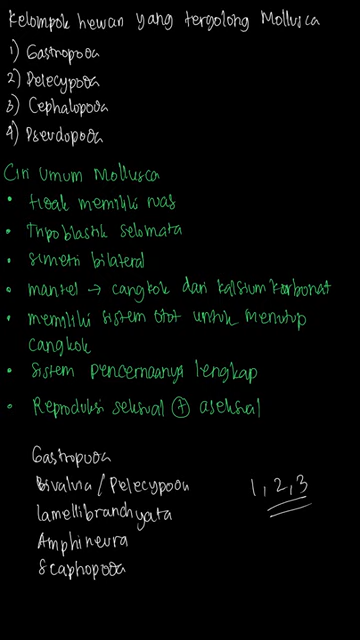 Kelompok hewan yang tergolong Mollusca
1) Gastropoda
2) Pelecypoda
3) Cephalopoda
4) Pseudopoda
Ciri Umum Mollusca
• tidak memiliki ruas
• Tripoblastik selomata
• simetri bilateral
• mantel → cangkok dari kalsium karbonat
• memiliki sistem otot untuk menutup
cangkok
• Sistem pencernaanya lengkap
• Reproduksi seksual + aseksual
Gastropoda
Bivalvia / Pelecypoda
Lamellibranchyata
1, 2, 3
Amphineura
Scaphopoda